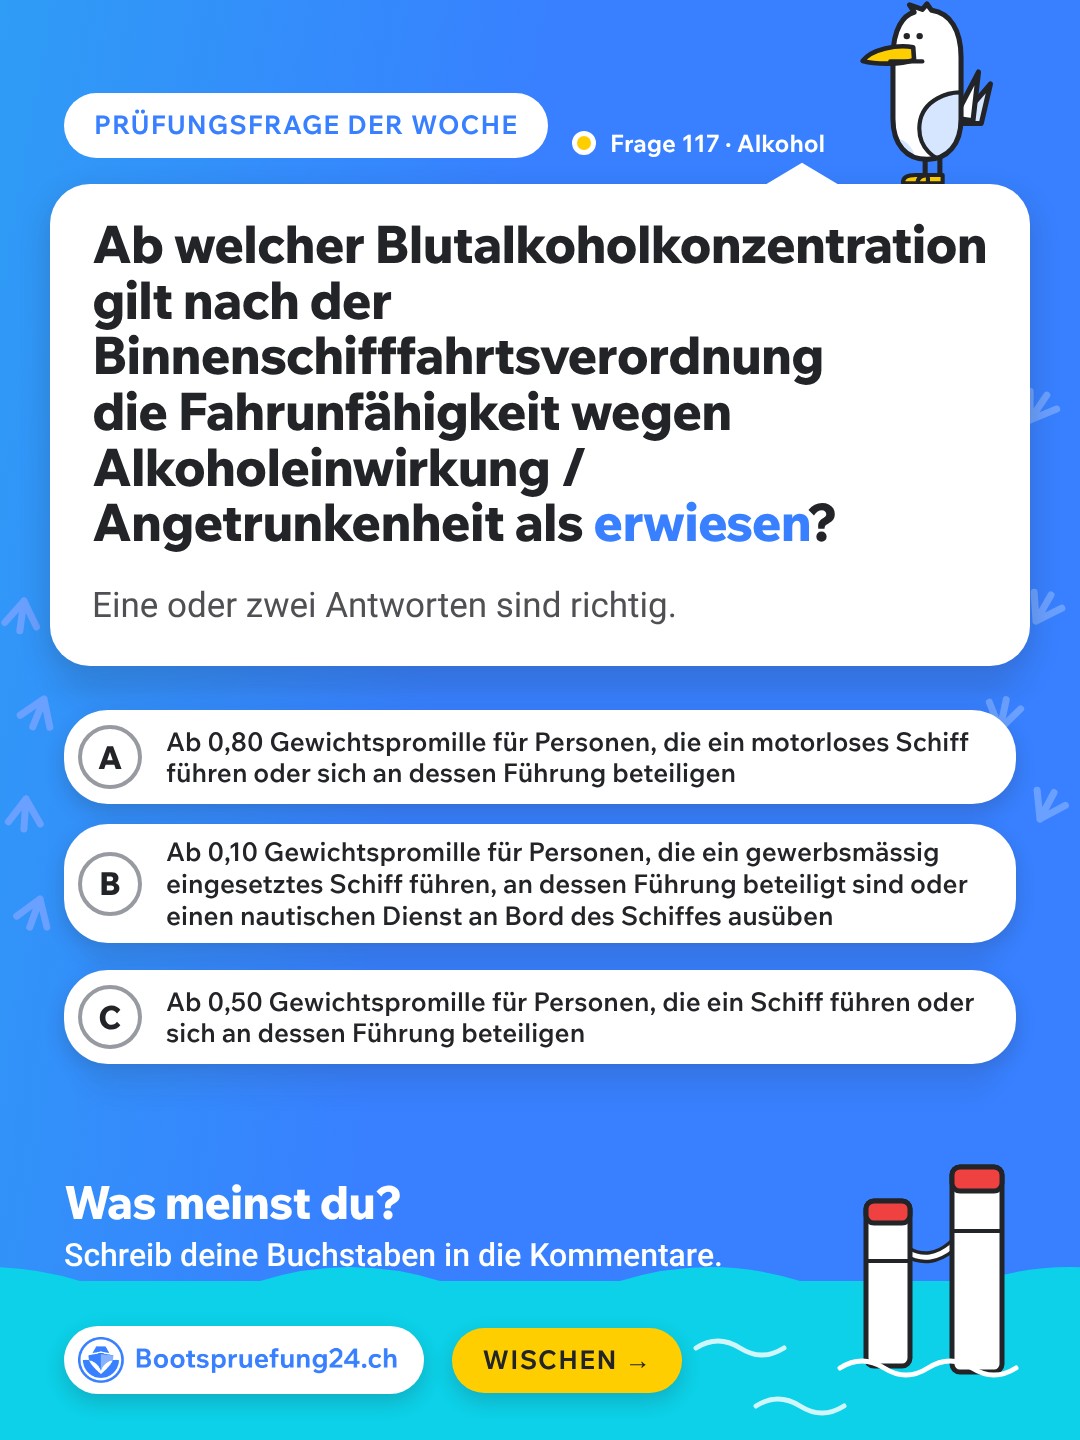 PRÜFUNGSFRAGE DER WOCHE
Frage 117 · Alkohol
Ab welcher Blutalkoholkonzentration
gilt nach der
Binnenschifffahrtsverordnung
die Fahrunfähigkeit wegen
Alkoholeinwirkung /
Angetrunkenheit als erwiesen?
Eine oder zwei Antworten sind richtig.
A
Ab 0,80 Gewichtspromille für Personen, die ein motorloses Schiff
führen oder sich an dessen Führung beteiligen
B
Ab 0,10 Gewichtspromille für Personen, die ein gewerbsmässig
eingesetztes Schiff führen, an dessen Führung beteiligt sind oder
einen nautischen Dienst an Bord des Schiffes ausüben
C
Ab 0,50 Gewichtspromille für Personen, die ein Schiff führen oder
sich an dessen Führung beteiligen
Was meinst du?
Schreib deine Buchstaben in die Kommentare.
Bootspruefung24.ch
WISCHEN →